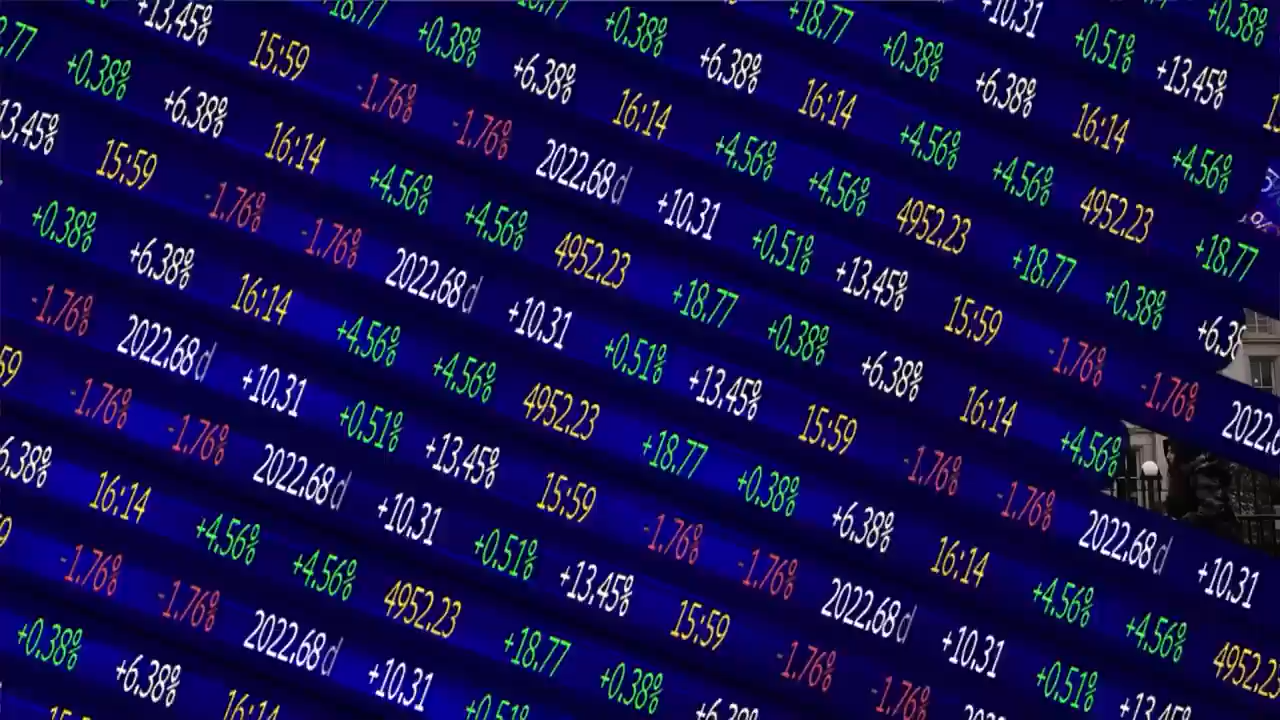 +0.38%
+10.31 +0.51% +13.45%
+18.77 +0.38% +6.38% 16:14 +4.56%
+0.38% +6.38% 16:14 +4.56% +4.56% 4952.23 +18.77
+18.77 +0.38% +6.38% 16:14 +4.56% +4.56% 4952.23 +18.77 +0.38% +6.38
+13.45% 15:59 -1.76% -1.76% 2022.68d +10.31 +0.51% +13.45% 15:59 -1.76% -1.76% 2022.
.77 +0.38% +6.38% 16:14 +4.56% +4.56% 4952.23 +18.77 +0.38% +6.38% 16:14 +4.56%
13.45% 15:59 -1.76% -1.76% 2022.68d +10.31 +0.51% +13.45% 15:59 -1.76% -1.76% 2022.68d +10.31
+0.38% +6.38% 16:14 +4.56% +4.56% 4952.23 +18.77 +0.38% +6.38% 16:14 +4.56% +4.56% 4952.23
-1.76% 2022.68d +10.31 +0.51% +13.45% 15:59 -1.76% -1.76% 2022.68d +10.31 +0.51% +13.45
59 -1.76% -1.76% 2022.68d +10.31 +0.51% +13.45% 15:59 -1.76% -1.76%
6.38% 16:14 +4.56% +4.56% 4952.23 +18.77 +0.38% +6.38%
-1.76% -1.76% 2022.68d +10.31 +0.51%
+0.38% +6.38% 16:14